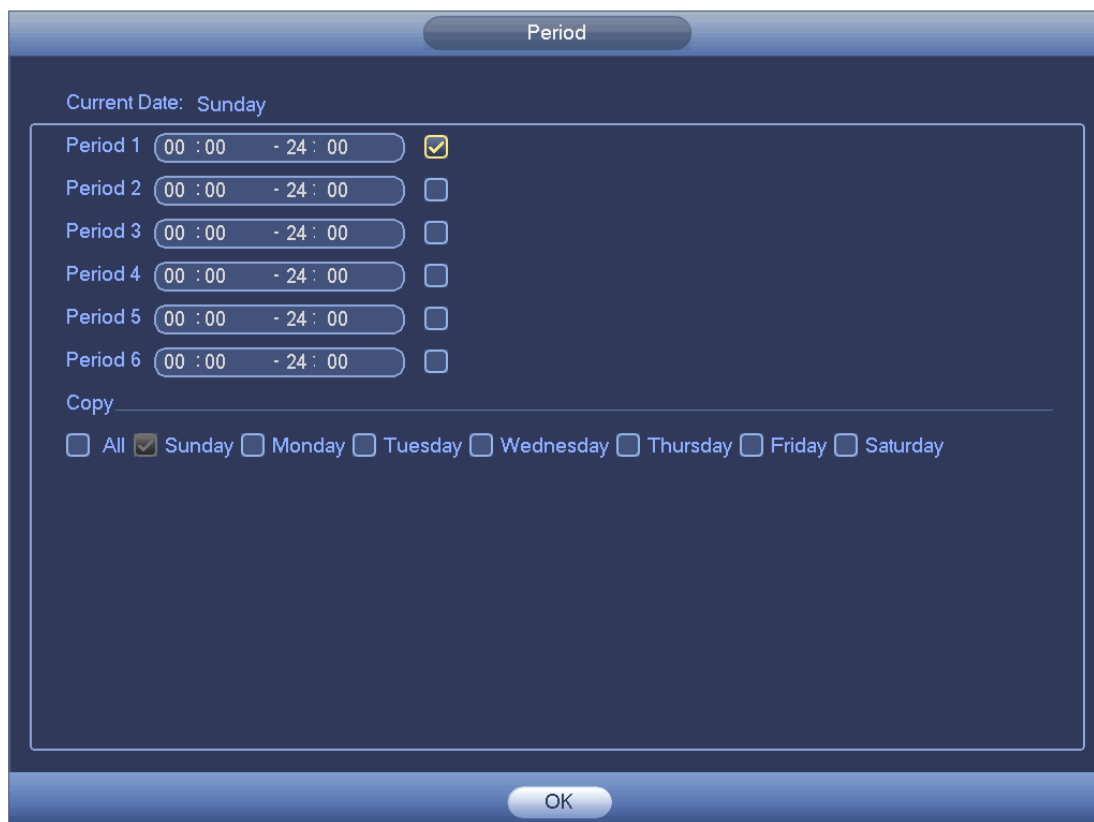 Period
Current Date: Sunday
Period 1 00 :00 - 24 : 00
Period 2 00 :00 - 24 : 00
Period 3 00 :00 - 24 : 00
Period 4 00 :00 - 24 : 00
Period 5 00 :00 - 24 : 00
Period 6 00 :00 - 24 : 00
Copy
All Sunday Monday Tuesday Wednesday Thursday Friday Saturday
OK